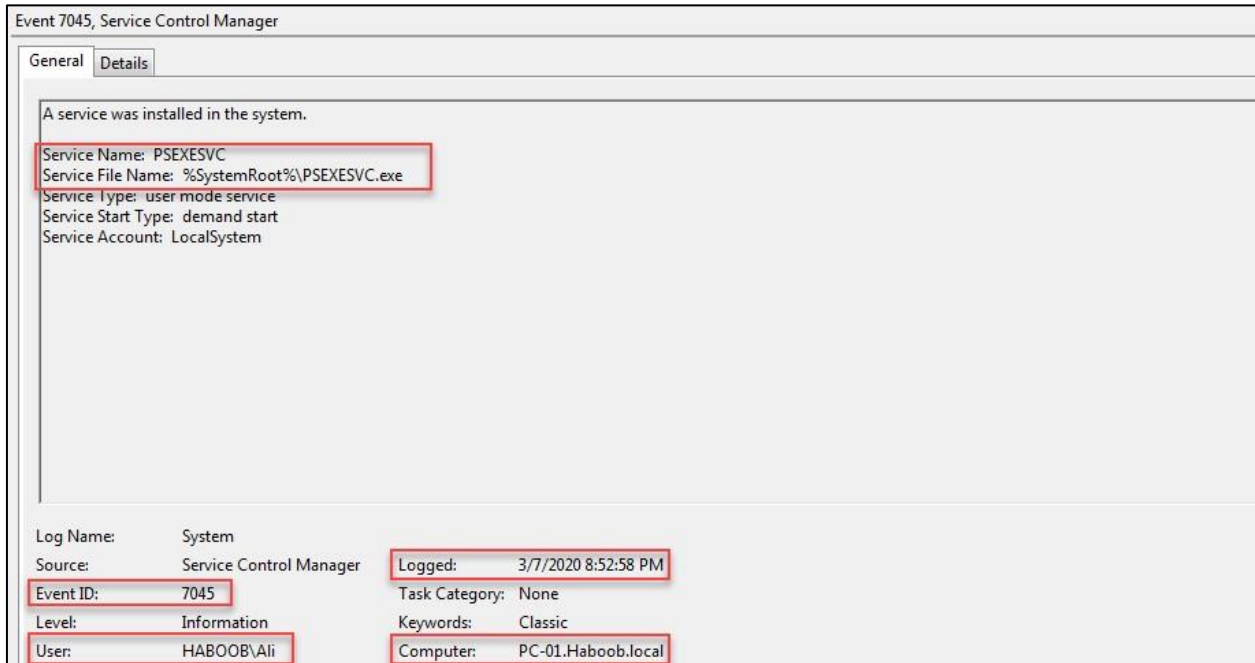 Event 7045, Service Control Manager
General Details
A service was installed in the system.
Service Name: PSEXESVC
Service File Name: %SystemRoot%\PSEXESVC.exe
Service Type: user mode service
Service Start Type: demand start
Service Account: LocalSystem
Log Name: System
Source: Service Control Manager Logged: 3/7/2020 8:52:58 PM
Event ID: 7045 Task Category: None
Level: Information Keywords: Classic
User: HABOOB\Ali Computer: PC-01.Haboob.local